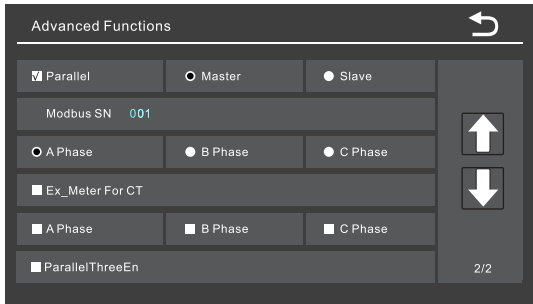 Advanced Functions
Parallel Master Slave
Modbus SN 001
A Phase B Phase C Phase
Ex_Meter For CT
A Phase B Phase C Phase
ParallelThreeEn 2/2